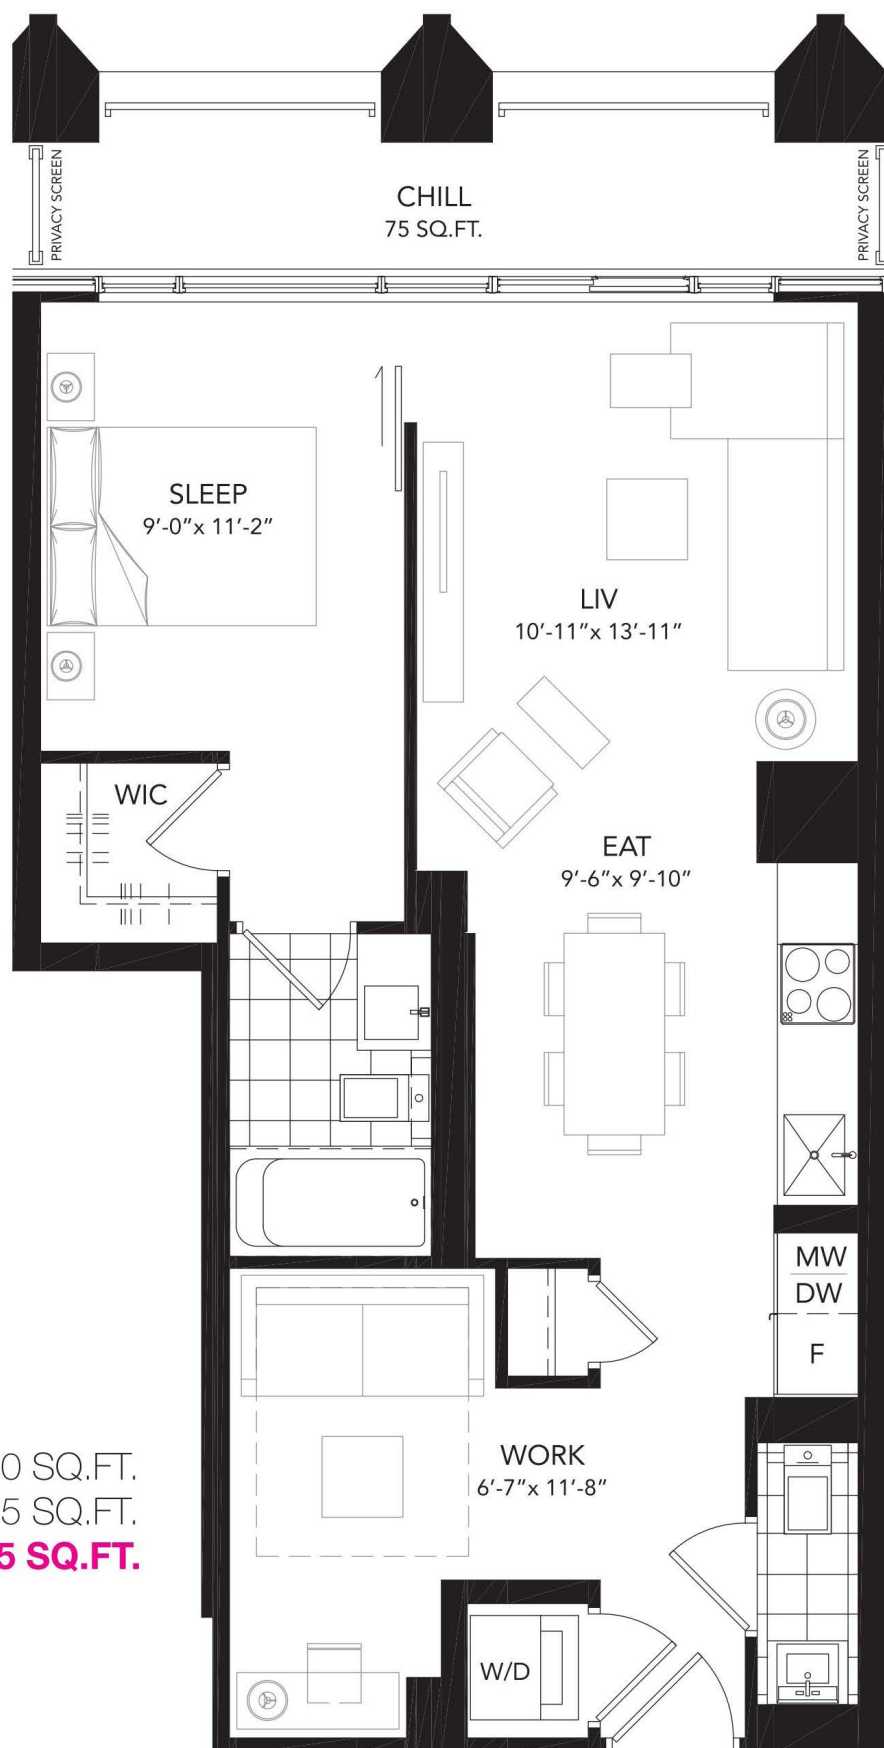 PRIVACY SCREEN
PRIVACY SCREEN
CHILL
75 SQ.FT.
SLEEP
9'-0"x 11'-2"
LIV
10'-11"x 13'-11"
WIC
EAT
9'-6"x 9'-10"
MW
DW
F
WORK
6'-7"x 11'-8"
0 SQ.FT.
5 SQ.FT.
5 SQ.FT.
W/D